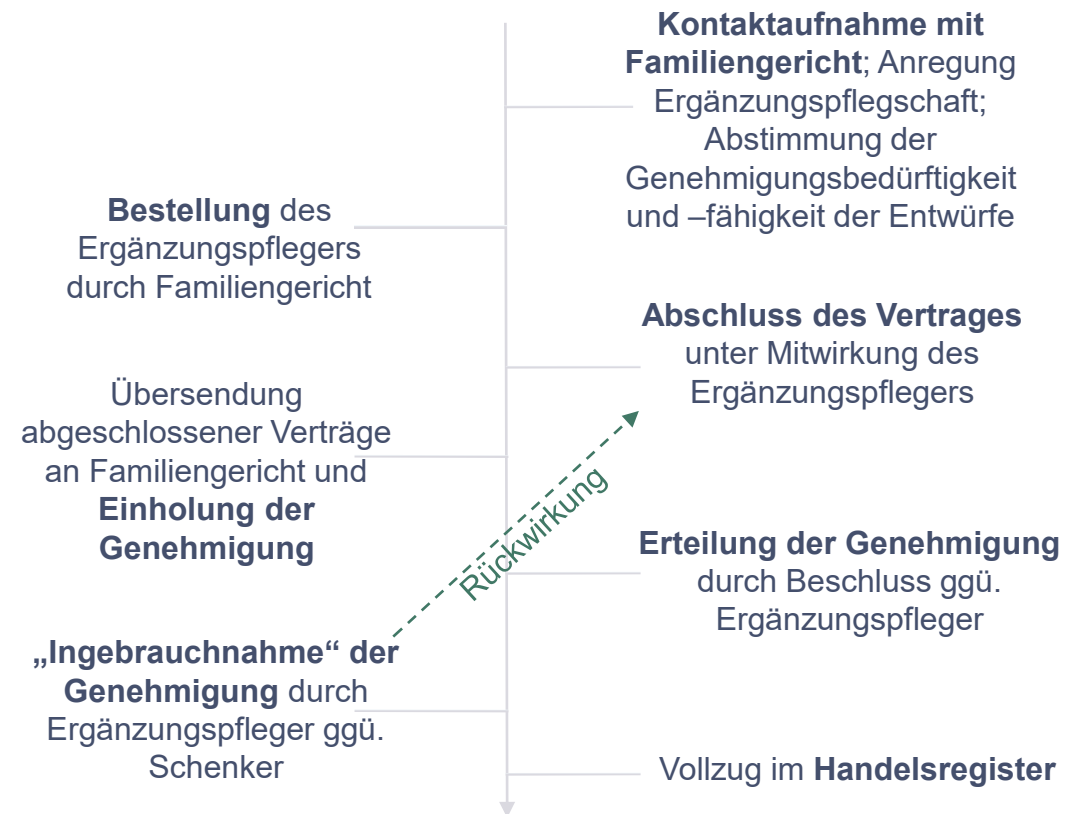 Kontaktaufnahme mit
Familiengericht; Anregung
Ergänzungspflegschaft;
Abstimmung der
Genehmigungsbedürftigkeit
und –fähigkeit der Entwürfe
Bestellung des
Ergänzungspflegers
durch Familiengericht
Abschluss des Vertrages
unter Mitwirkung des
Ergänzungspflegers
Übersendung
abgeschlossener Verträge
an Familiengericht und
Einholung der
Genehmigung
Rückwirkung
Erteilung der Genehmigung
durch Beschluss ggü.
Ergänzungspfleger
„Ingebrauchnahme“ der
Genehmigung durch
Ergänzungspfleger ggü.
Schenker
Vollzug im Handelsregister